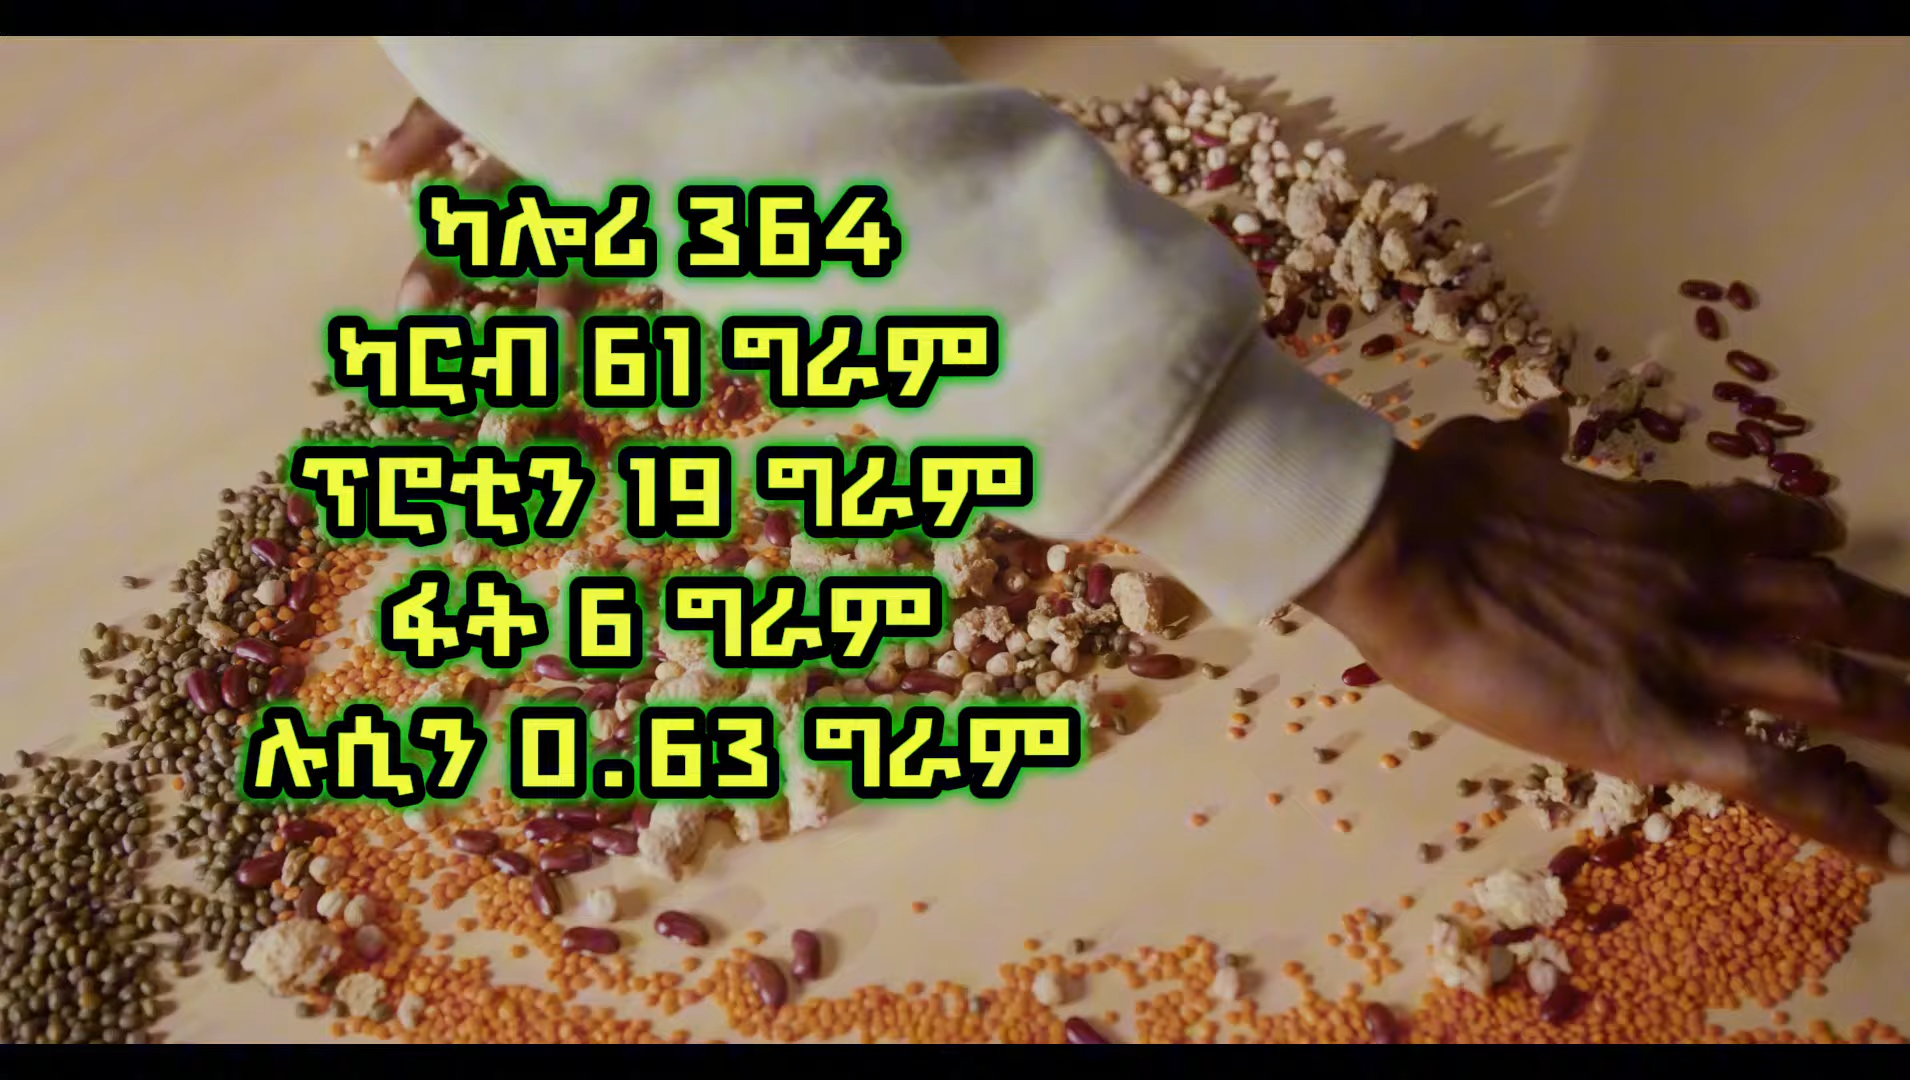 ካሎሪ 364
ካርብ 61 ግራም
ፕሮቲን 19 ግራም
ፋት 6 ግራም
ሉሲን 0.63 ግራም